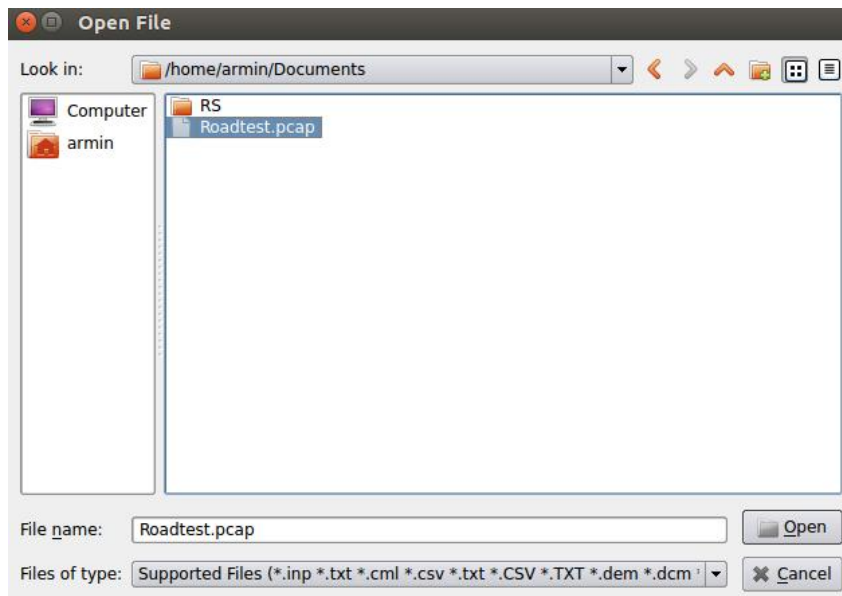 Open File
Look in: /home/armin/Documents
Computer
armin
RS
Roadtest.pcap
File name: Roadtest.pcap
Open
Files of type: Supported Files (*.inp *.txt *.cml *.csv *.txt *.CSV *.TXT *.dem *.dcm
Cancel